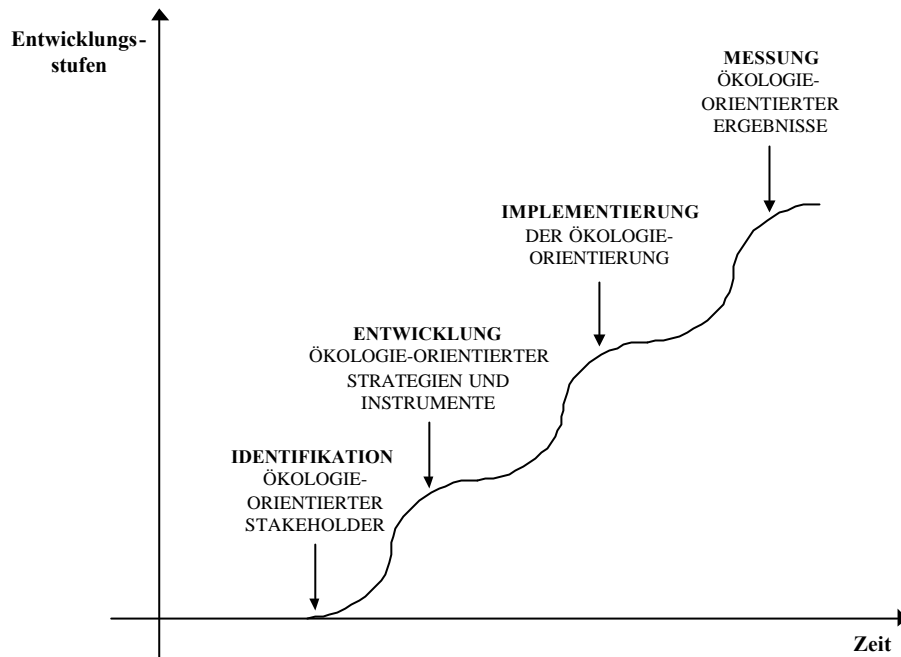 Entwicklungs-
stufen
MESSUNG
ÖKOLOGIE-
ORIENTIERTER
ERGEBNISSE
IMPLEMENTIERUNG
DER ÖKOLOGIE-
ORIENTIERUNG
ENTWICKLUNG
ÖKOLOGIE-ORIENTIERTER
STRATEGIEN UND
INSTRUMENTE
IDENTIFIKATION
ÖKOLOGIE-
ORIENTIERTER
STAKEHOLDER
Zeit